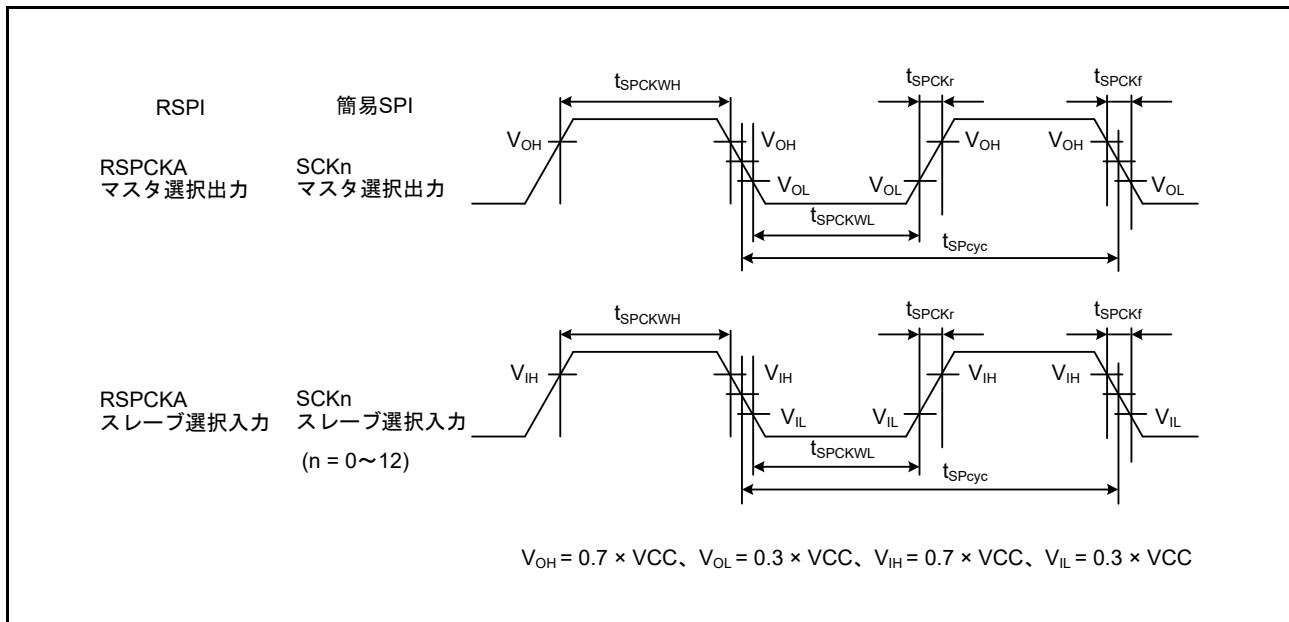 RSPI 簡易SPI
tSPCKWH tSPCKr tSPCKf
RSPCKA
マスタ選択出力
SCKn
マスタ選択出力
VOH VOH VOH VOH
VOL VOL VOL
tSPCKWL
tSPcyc
tSPCKWH tSPCKr tSPCKf
RSPCKA
スレーブ選択入力
SCKn
スレーブ選択入力
(n = 0～12)
VIH VIH VIH VIH
VIL VIL VIL
tSPCKWL
tSPcyc
VOH = 0.7 × VCC、VOL = 0.3 × VCC、VIH = 0.7 × VCC、VIL = 0.3 × VCC